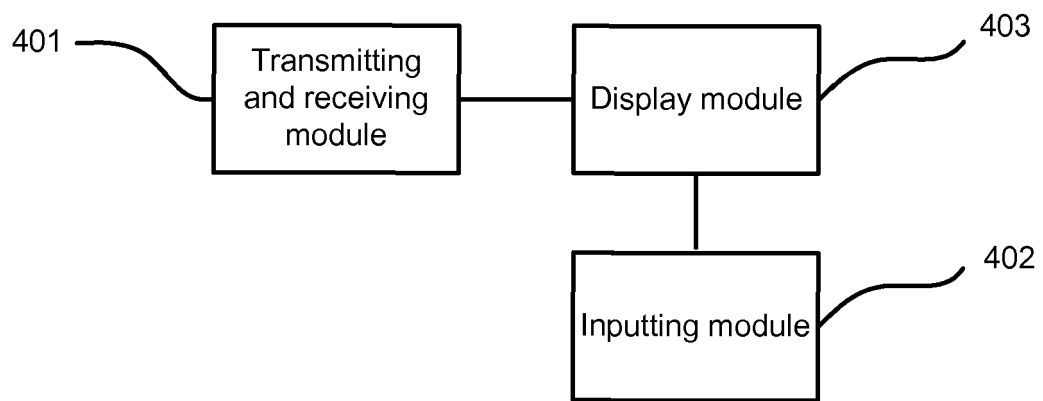 401
Transmitting
and receiving
module
Display module
403
Inputting module
402